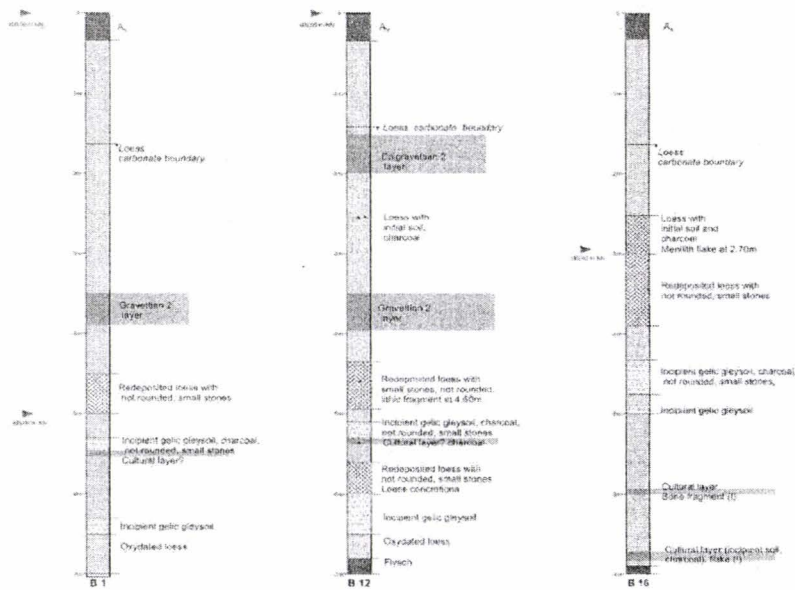 Aₕ
Loess
carbonate boundary
Gravettian 2
layer
Redeposited loess with
not rounded, small stones
Incipient gelic gleysoil, charcoal,
not rounded, small stones
Cultural layer?
Incipient gelic gleysoil
Oxydated loess
B 1
Loess carbonate boundary
Epigravettian 2
layer
Loess with
initial soil,
charcoal
Gravettian 2
layer
Redeposited loess with
small stones, not rounded,
lithic fragment at 4.60m
Incipient gelic gleysoil, charcoal,
not rounded, small stones
Cultural layer? charcoal
Redeposited loess with
not rounded, small stones
Loess concretions
Incipient gelic gleysoil
Oxydated loess
Flysch
B 12
Loess
carbonate boundary
Loess with
initial soil and
charcoal
Menilith flake at 2.70m
Redeposited loess with
not rounded, small stones
Incipient gelic gleysoil, charcoal,
not rounded, small stones,
Incipient gelic gleysoil
Cultural layer
Bone fragment (!)
Cultural layer (incipient soil,
charcoal), flake (!)
B 16